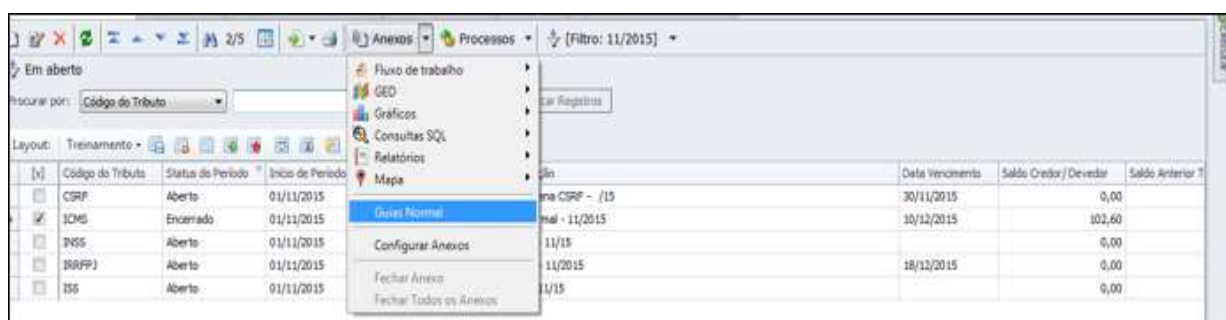 2/5 Anexos Processos [Filtro: 11/2015]
Em aberto
Procurar por: Código do Tributo
Layout: Treinamento
Fluxo de trabalho
GED
Gráficos
Consultas SQL
Relatórios
Mapa
Guias Normal
Configurar Anexos
Fechar Anexo
Fechar Todos os Anexos
[x] Código do Tributo Status do Período Início de Período Data Vencimento Saldo Credor/Devedor Saldo Anterior
CSRF Aberto 01/11/2015 CSRF - /15 30/11/2015 0,00
ICMS Encerrado 01/11/2015 - 11/2015 10/12/2015 102,60
INSS Aberto 01/11/2015 11/15 0,00
IRRFPJ Aberto 01/11/2015 - 11/2015 18/12/2015 0,00
ISS Aberto 01/11/2015 11/15 0,00